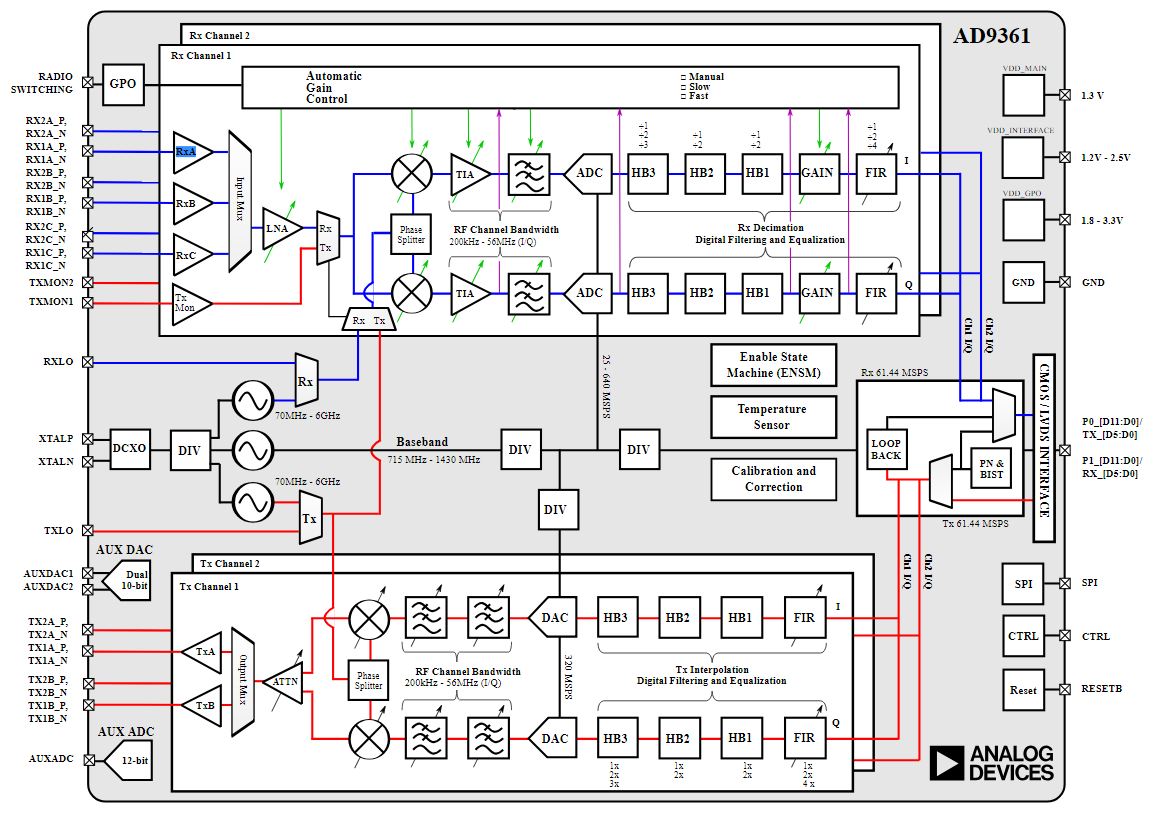 AD9361
Rx Channel 2
Rx Channel 1
RADIO
SWITCHING
GPO
Automatic
Gain
Control
□ Manual
□ Slow
□ Fast
VDD_MAIN
1.3 V
VDD_INTERFACE
1.2V - 2.5V
VDD_GPO
1.8 - 3.3V
GND
GND
RX2A_P,
RX2A_N
RX1A_P,
RX1A_N
RX2B_P,
RX2B_N
RX1B_P,
RX1B_N
RX2C_P,
RX2C_N
RX1C_P,
RX1C_N
TXMON2
TXMON1
RxA
RxB
RxC
Tx
Mon
Input Mux
LNA
Rx
Tx
Phase
Splitter
Rx Tx
TIA
ADC
÷1
÷2
÷3
HB3
÷1
÷2
HB2
÷1
÷2
HB1
GAIN
÷1
÷2
÷4
FIR
I
RF Channel Bandwidth
200kHz - 56MHz (I/Q)
Rx Decimation
Digital Filtering and Equalization
TIA
ADC
HB3
HB2
HB1
GAIN
FIR
Q
Ch1 I/Q
Ch2 I/Q
RXLO
Rx
70MHz - 6GHz
XTALP
XTALN
DCXO
DIV
Baseband
715 MHz - 1430 MHz
DIV
25 - 640 MSPS
DIV
DIV
70MHz - 6GHz
Tx
TXLO
Enable State
Machine (ENSM)
Temperature
Sensor
Calibration and
Correction
Rx 61.44 MSPS
LOOP
BACK
PN &
BIST
Tx 61.44 MSPS
CMOS / LVDS INTERFACE
P0_[D11:D0]/
TX_[D5:D0]
P1_[D11:D0]/
RX_[D5:D0]
AUX DAC
AUXDAC1
AUXDAC2
Dual
10-bit
Tx Channel 2
Tx Channel 1
TX2A_P,
TX2A_N
TX1A_P,
TX1A_N
TX2B_P,
TX2B_N
TX1B_P,
TX1B_N
TxA
TxB
Output Mux
ATTN
Phase
Splitter
DAC
HB3
HB2
HB1
FIR
I
RF Channel Bandwidth
200kHz - 56MHz (I/Q)
320 MSPS
Tx Interpolation
Digital Filtering and Equalization
DAC
HB3
HB2
HB1
FIR
Q
1x
2x
3x
1x
2x
1x
2x
1x
2x
4 x
Ch1 I/Q
Ch2 I/Q
SPI
SPI
CTRL
CTRL
Reset
RESETB
AUX ADC
AUXADC
12-bit
ANALOG
DEVICES